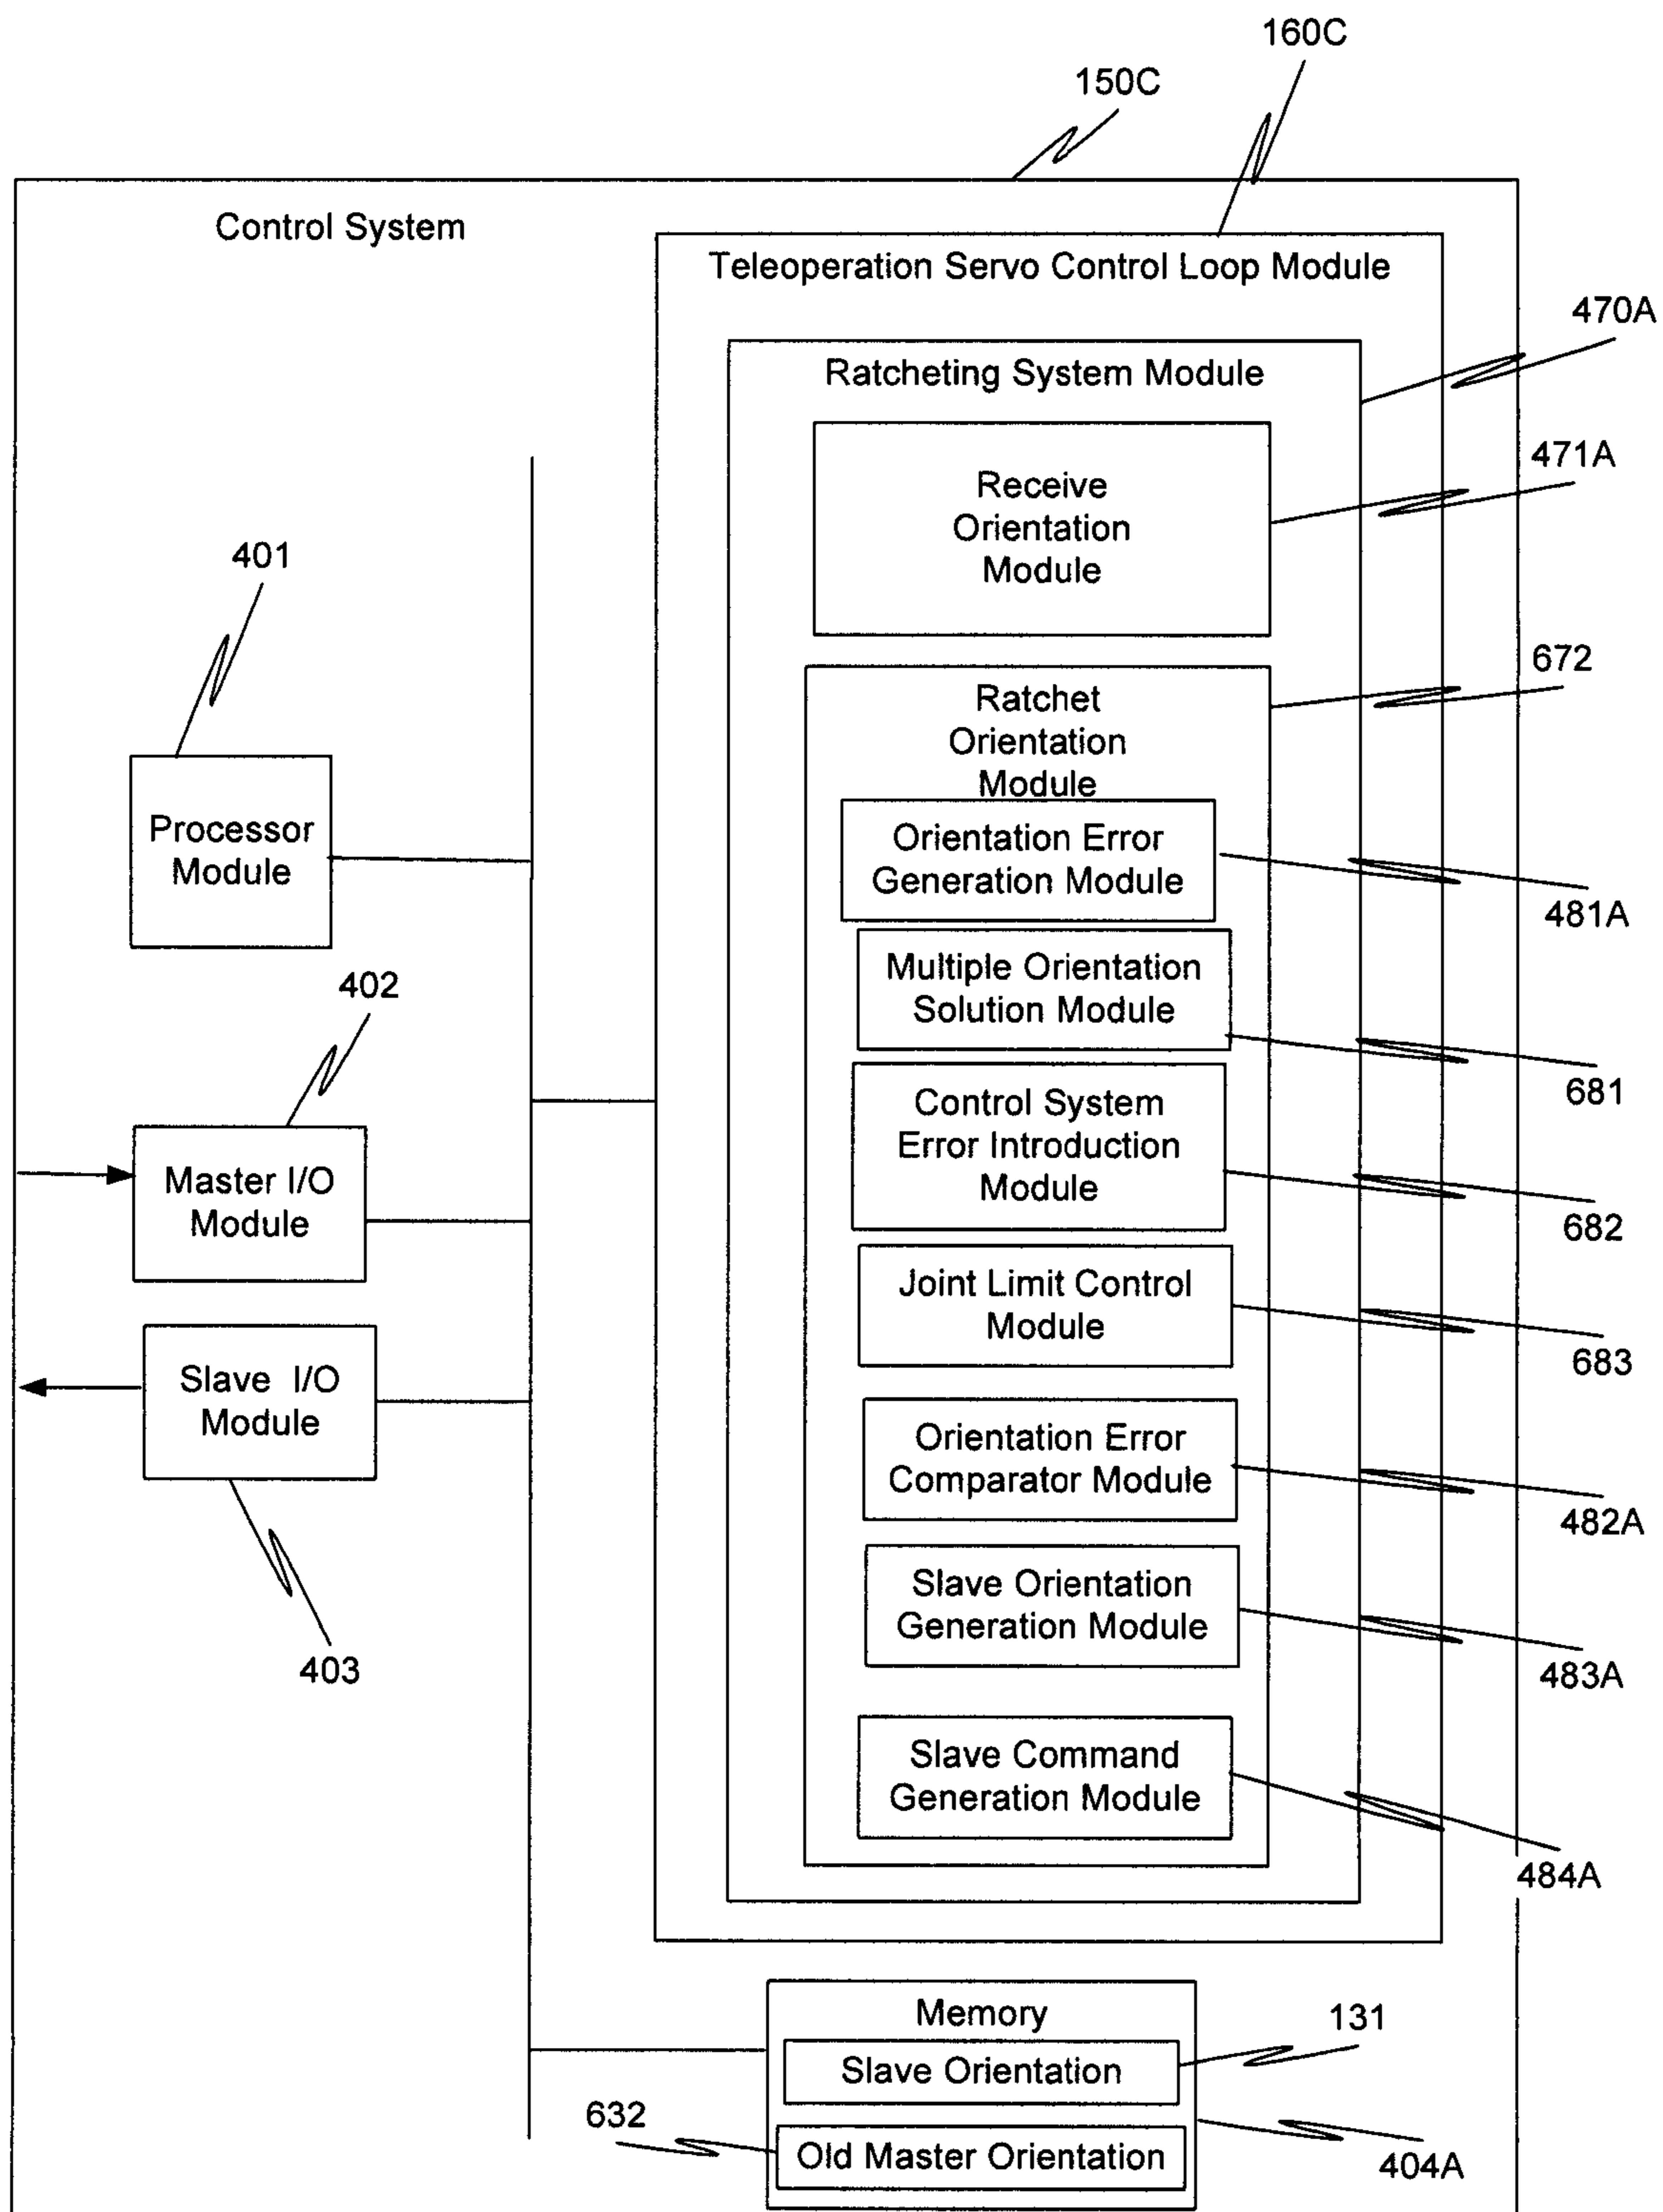 160C
150C
Control System
Teleoperation Servo Control Loop Module
470A
Ratcheting System Module
471A
Receive
Orientation
Module
401
672
Ratchet
Orientation
Module
Processor
Module
Orientation Error
Generation Module
481A
402
Multiple Orientation
Solution Module
681
Control System
Error Introduction
Module
682
Master I/O
Module
Joint Limit Control
Module
683
Slave I/O
Module
Orientation Error
Comparator Module
482A
403
Slave Orientation
Generation Module
483A
Slave Command
Generation Module
484A
Memory
131
Slave Orientation
632
Old Master Orientation
404A